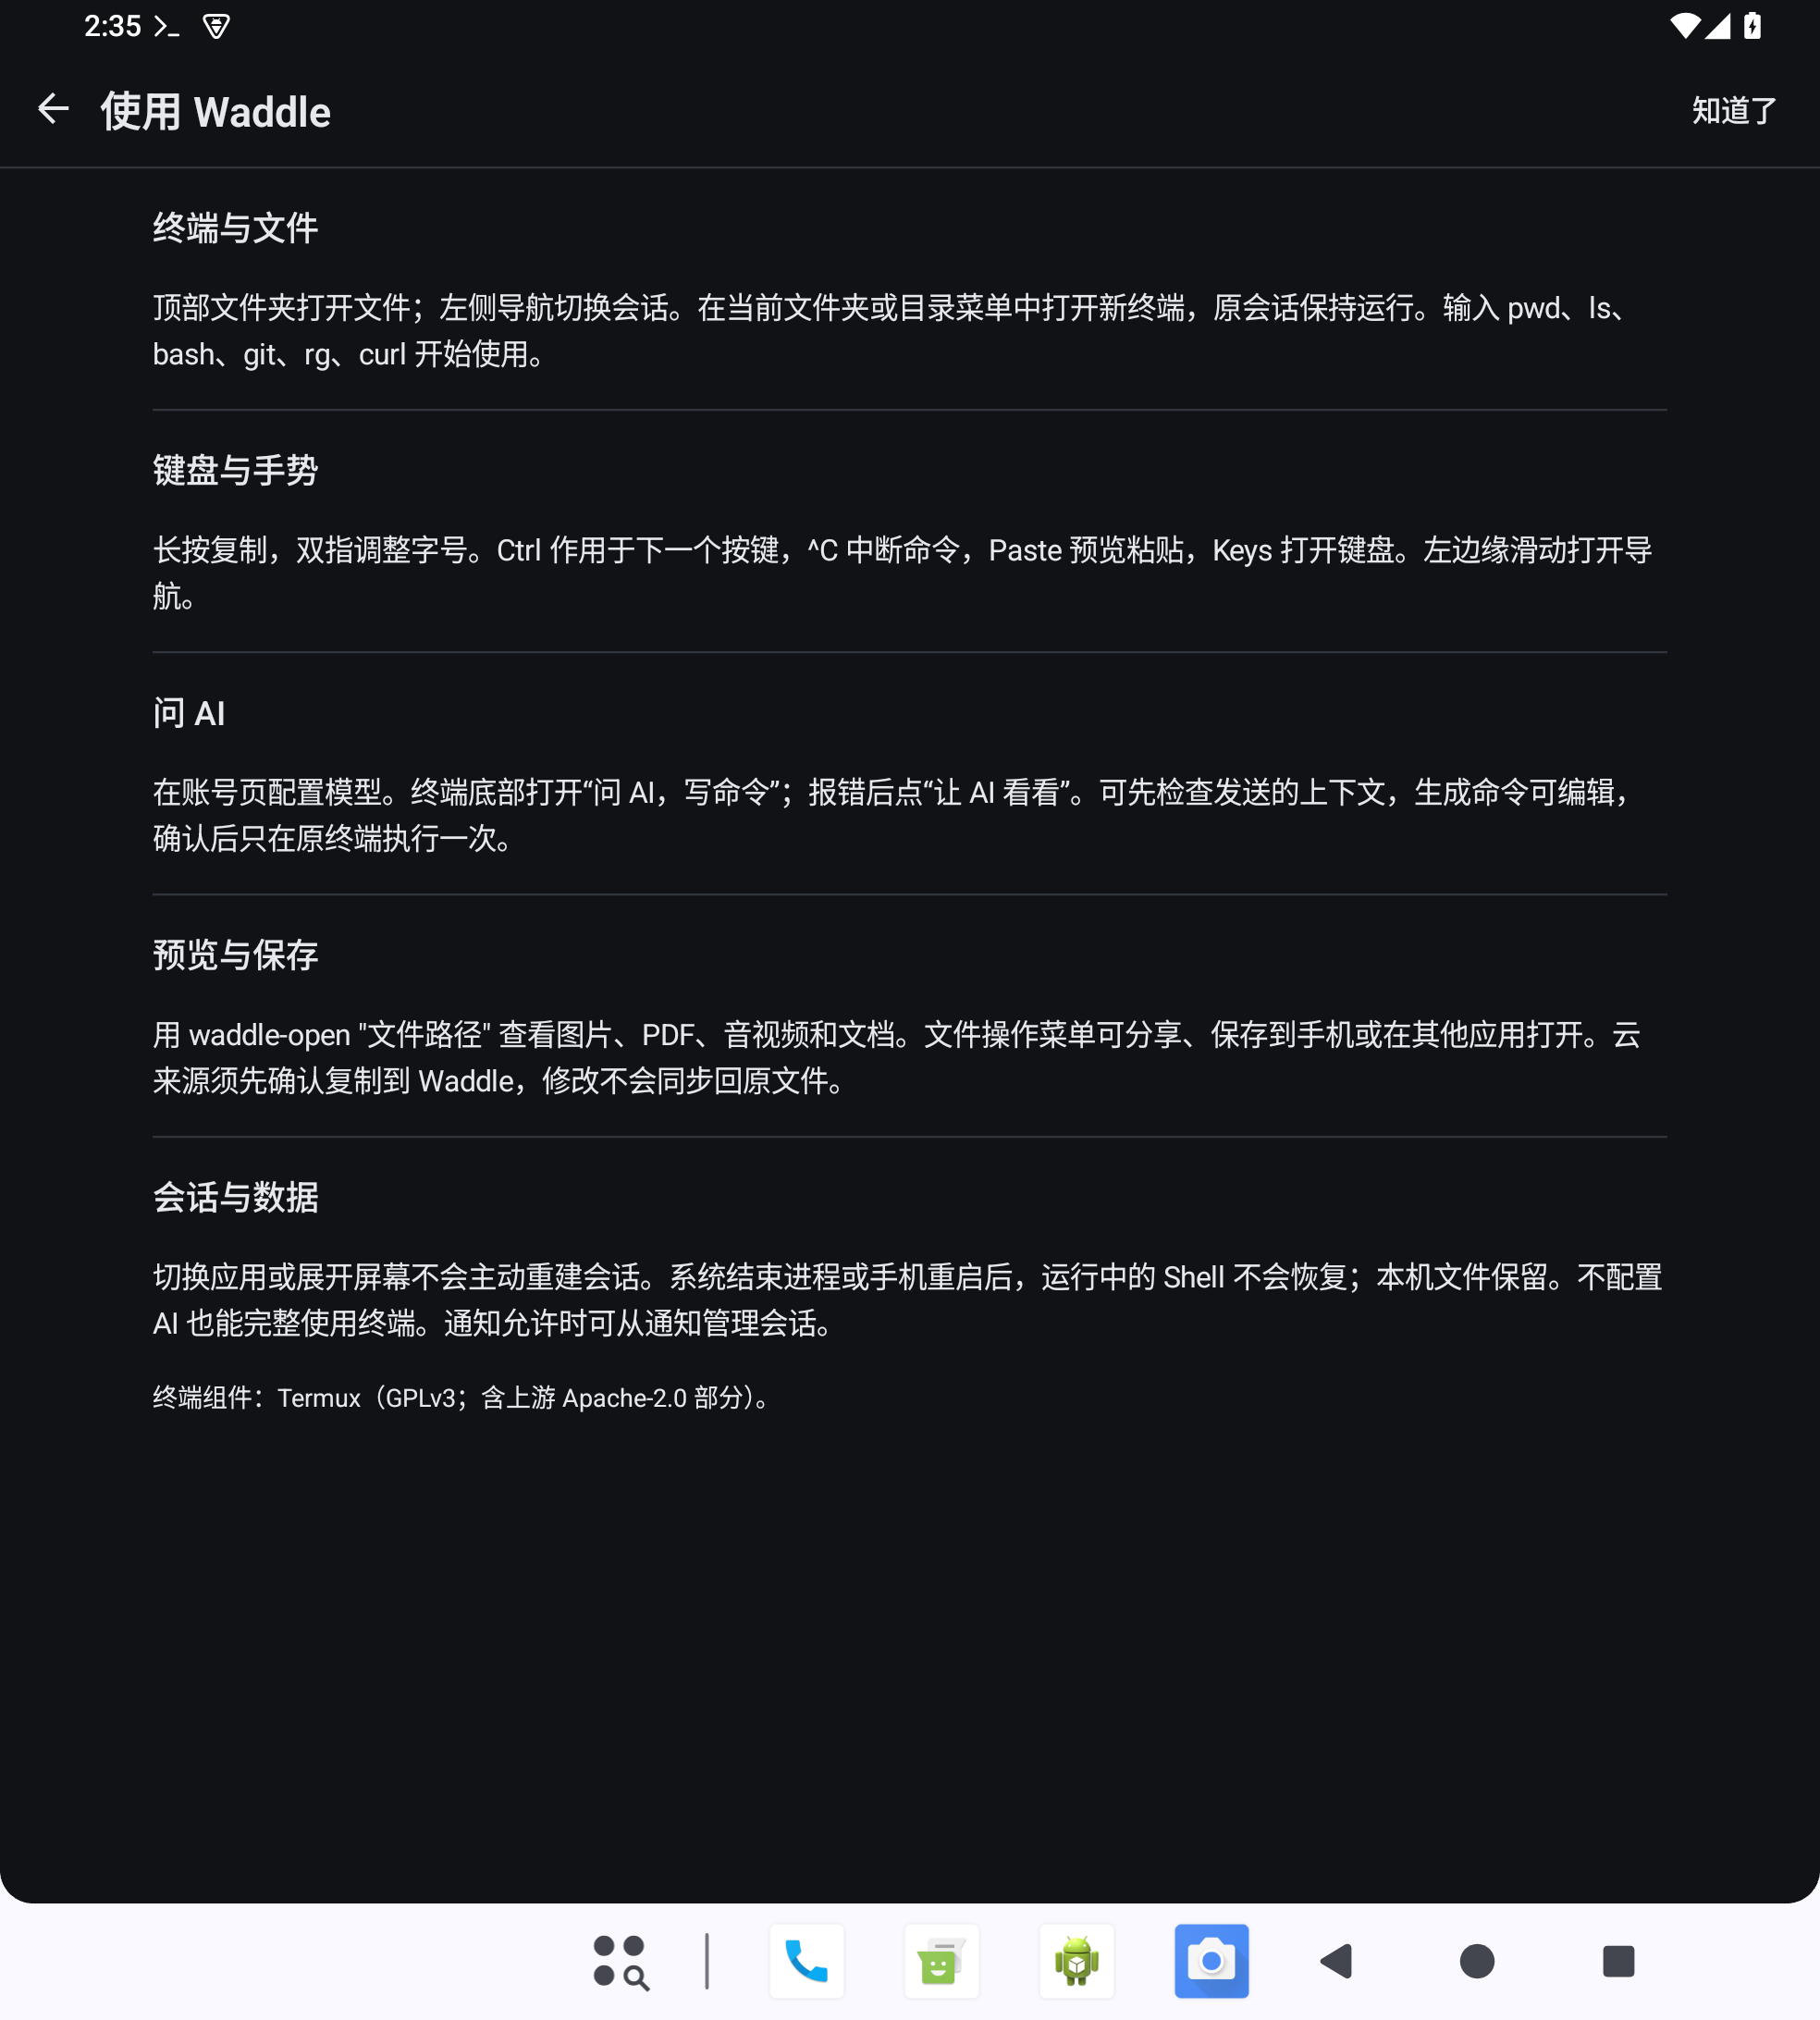 2:35
使用 Waddle
知道了
终端与文件
顶部文件夹打开文件；左侧导航切换会话。在当前文件夹或目录菜单中打开新终端，原会话保持运行。输入 pwd、ls、
bash、git、rg、curl 开始使用。
键盘与手势
长按复制，双指调整字号。Ctrl 作用于下一个按键，^C 中断命令，Paste 预览粘贴，Keys 打开键盘。左边缘滑动打开导
航。
问 AI
在账号页配置模型。终端底部打开“问 AI，写命令”；报错后点“让 AI 看看”。可先检查发送的上下文，生成命令可编辑，
确认后只在原终端执行一次。
预览与保存
用 waddle-open "文件路径" 查看图片、PDF、音视频和文档。文件操作菜单可分享、保存到手机或在其他应用打开。云
来源须先确认复制到 Waddle，修改不会同步回原文件。
会话与数据
切换应用或展开屏幕不会主动重建会话。系统结束进程或手机重启后，运行中的 Shell 不会恢复；本机文件保留。不配置
AI 也能完整使用终端。通知允许时可从通知管理会话。
终端组件：Termux（GPLv3；含上游 Apache-2.0 部分）。